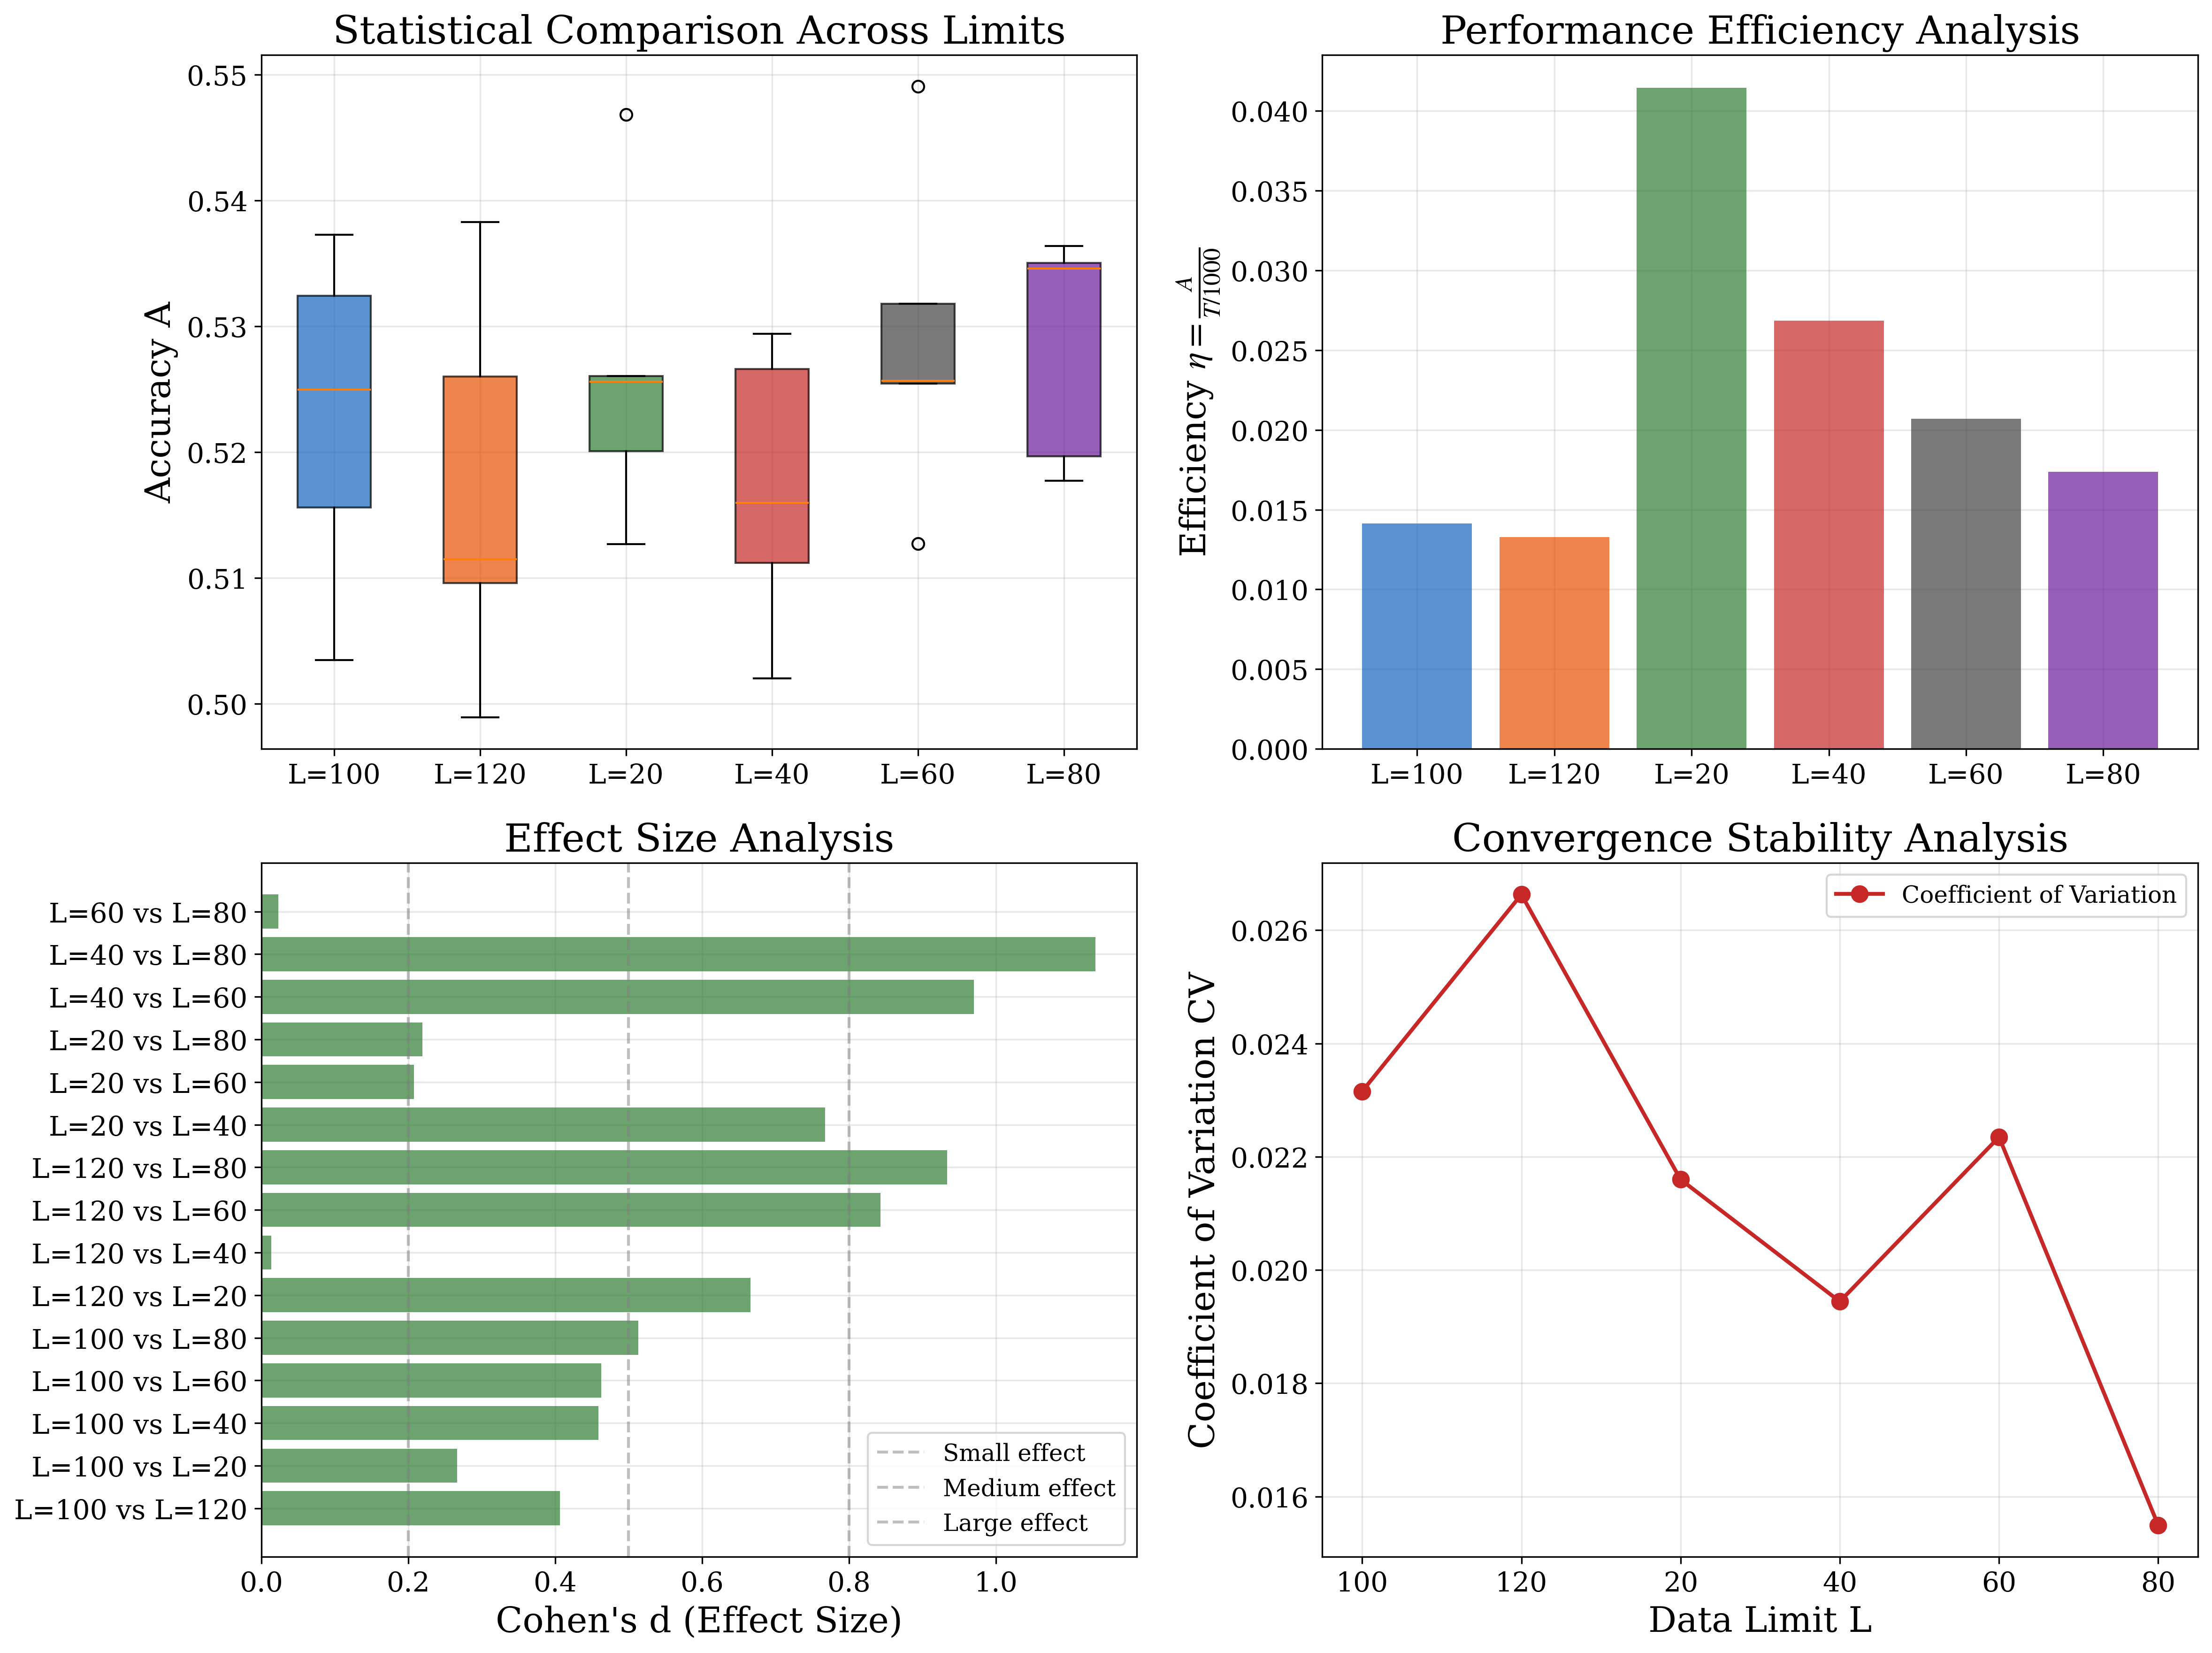 Statistical Comparison Across Limits
Accuracy A
0.55
0.54
0.53
0.52
0.51
0.50
L=100 L=120 L=20 L=40 L=60 L=80
Performance Efficiency Analysis
Efficiency η=A/(T/1000)
0.040
0.035
0.030
0.025
0.020
0.015
0.010
0.005
0.000
L=100 L=120 L=20 L=40 L=60 L=80
Effect Size Analysis
L=60 vs L=80
L=40 vs L=80
L=40 vs L=60
L=20 vs L=80
L=20 vs L=60
L=20 vs L=40
L=120 vs L=80
L=120 vs L=60
L=120 vs L=40
L=120 vs L=20
L=100 vs L=80
L=100 vs L=60
L=100 vs L=40
L=100 vs L=20
L=100 vs L=120
Small effect
Medium effect
Large effect
0.0 0.2 0.4 0.6 0.8 1.0
Cohen's d (Effect Size)
Convergence Stability Analysis
Coefficient of Variation
Coefficient of Variation CV
0.026
0.024
0.022
0.020
0.018
0.016
100 120 20 40 60 80
Data Limit L